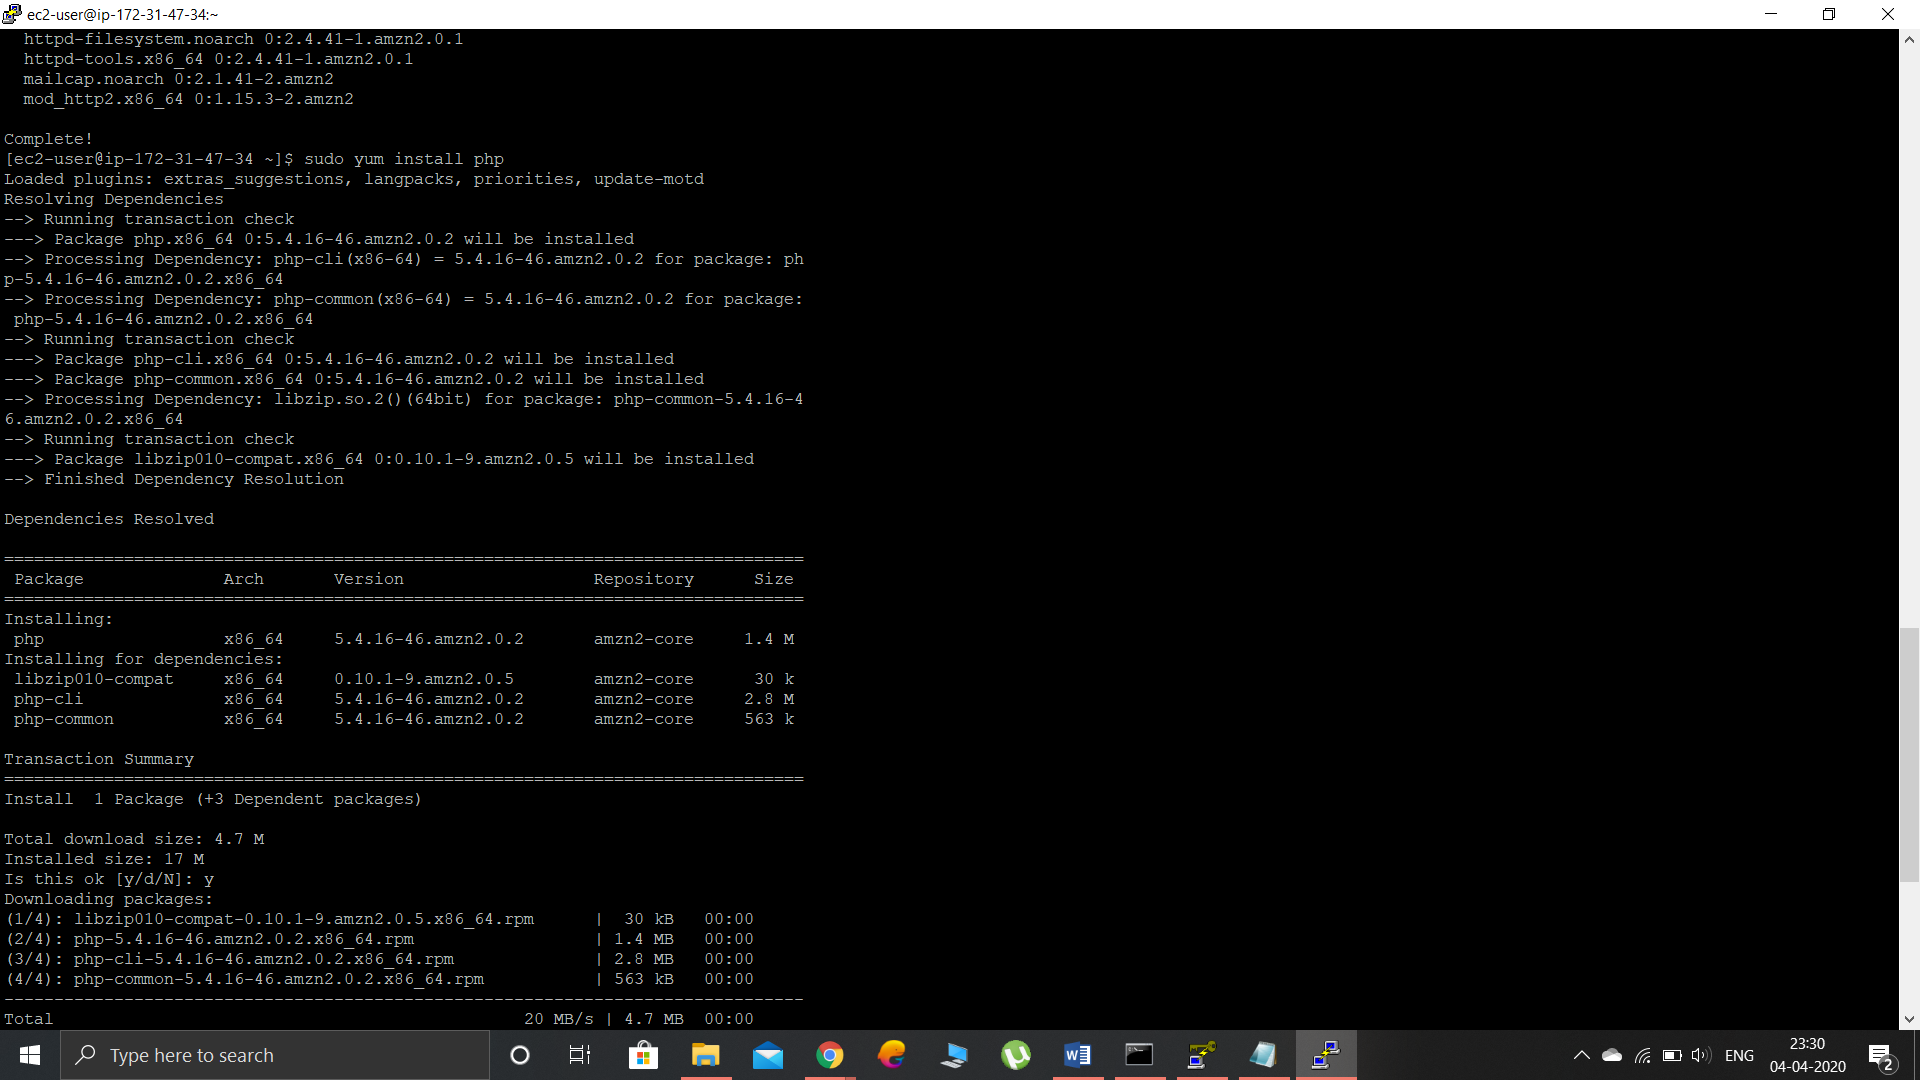 ec2-user@ip-172-31-47-34:~
httpd-filesystem.noarch 0:2.4.41-1.amzn2.0.1
httpd-tools.x86_64 0:2.4.41-1.amzn2.0.1
mailcap.noarch 0:2.1.41-2.amzn2
mod_http2.x86_64 0:1.15.3-2.amzn2
Complete!
[ec2-user@ip-172-31-47-34 ~]$ sudo yum install php
Loaded plugins: extras_suggestions, langpacks, priorities, update-motd
Resolving Dependencies
--> Running transaction check
---> Package php.x86_64 0:5.4.16-46.amzn2.0.2 will be installed
--> Processing Dependency: php-cli(x86-64) = 5.4.16-46.amzn2.0.2 for package: ph
p-5.4.16-46.amzn2.0.2.x86_64
--> Processing Dependency: php-common(x86-64) = 5.4.16-46.amzn2.0.2 for package:
php-5.4.16-46.amzn2.0.2.x86_64
--> Running transaction check
---> Package php-cli.x86_64 0:5.4.16-46.amzn2.0.2 will be installed
---> Package php-common.x86_64 0:5.4.16-46.amzn2.0.2 will be installed
--> Processing Dependency: libzip.so.2()(64bit) for package: php-common-5.4.16-4
6.amzn2.0.2.x86_64
--> Running transaction check
---> Package libzip010-compat.x86_64 0:0.10.1-9.amzn2.0.5 will be installed
--> Finished Dependency Resolution
Dependencies Resolved
================================================================================
Package Arch Version Repository Size
================================================================================
Installing:
php x86_64 5.4.16-46.amzn2.0.2 amzn2-core 1.4 M
Installing for dependencies:
libzip010-compat x86_64 0.10.1-9.amzn2.0.5 amzn2-core 30 k
php-cli x86_64 5.4.16-46.amzn2.0.2 amzn2-core 2.8 M
php-common x86_64 5.4.16-46.amzn2.0.2 amzn2-core 563 k
Transaction Summary
================================================================================
Install 1 Package (+3 Dependent packages)
Total download size: 4.7 M
Installed size: 17 M
Is this ok [y/d/N]: y
Downloading packages:
(1/4): libzip010-compat-0.10.1-9.amzn2.0.5.x86_64.rpm | 30 kB 00:00
(2/4): php-5.4.16-46.amzn2.0.2.x86_64.rpm | 1.4 MB 00:00
(3/4): php-cli-5.4.16-46.amzn2.0.2.x86_64.rpm | 2.8 MB 00:00
(4/4): php-common-5.4.16-46.amzn2.0.2.x86_64.rpm | 563 kB 00:00
--------------------------------------------------------------------------------
Total 20 MB/s | 4.7 MB 00:00
Type here to search
ENG
23:30
04-04-2020
2